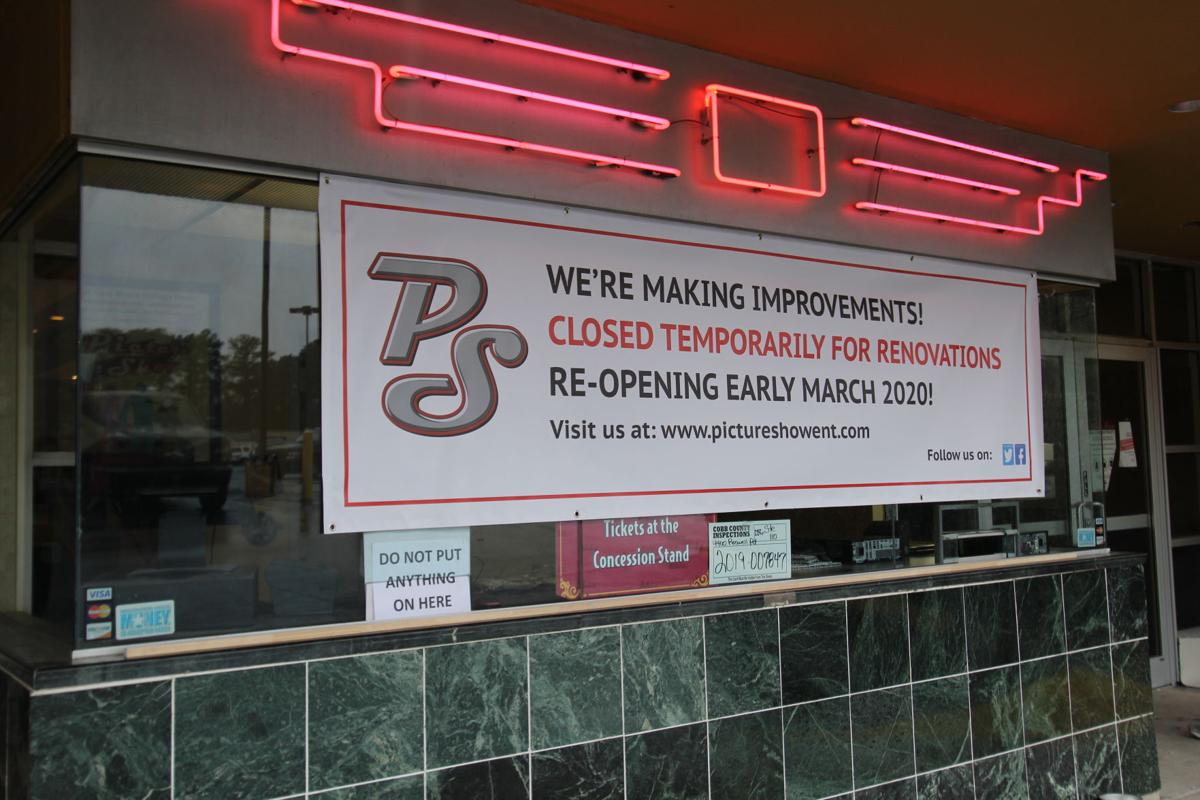 PS
WE'RE MAKING IMPROVEMENTS!
CLOSED TEMPORARILY FOR RENOVATIONS
RE-OPENING EARLY MARCH 2020!
Visit us at: www.pictureshowent.com
Follow us on:
DO NOT PUT
ANYTHING
ON HERE
Tickets at the
Concession Stand
COBB COUNTY
INSPECTIONS
2019 009847
VISA
MONEY